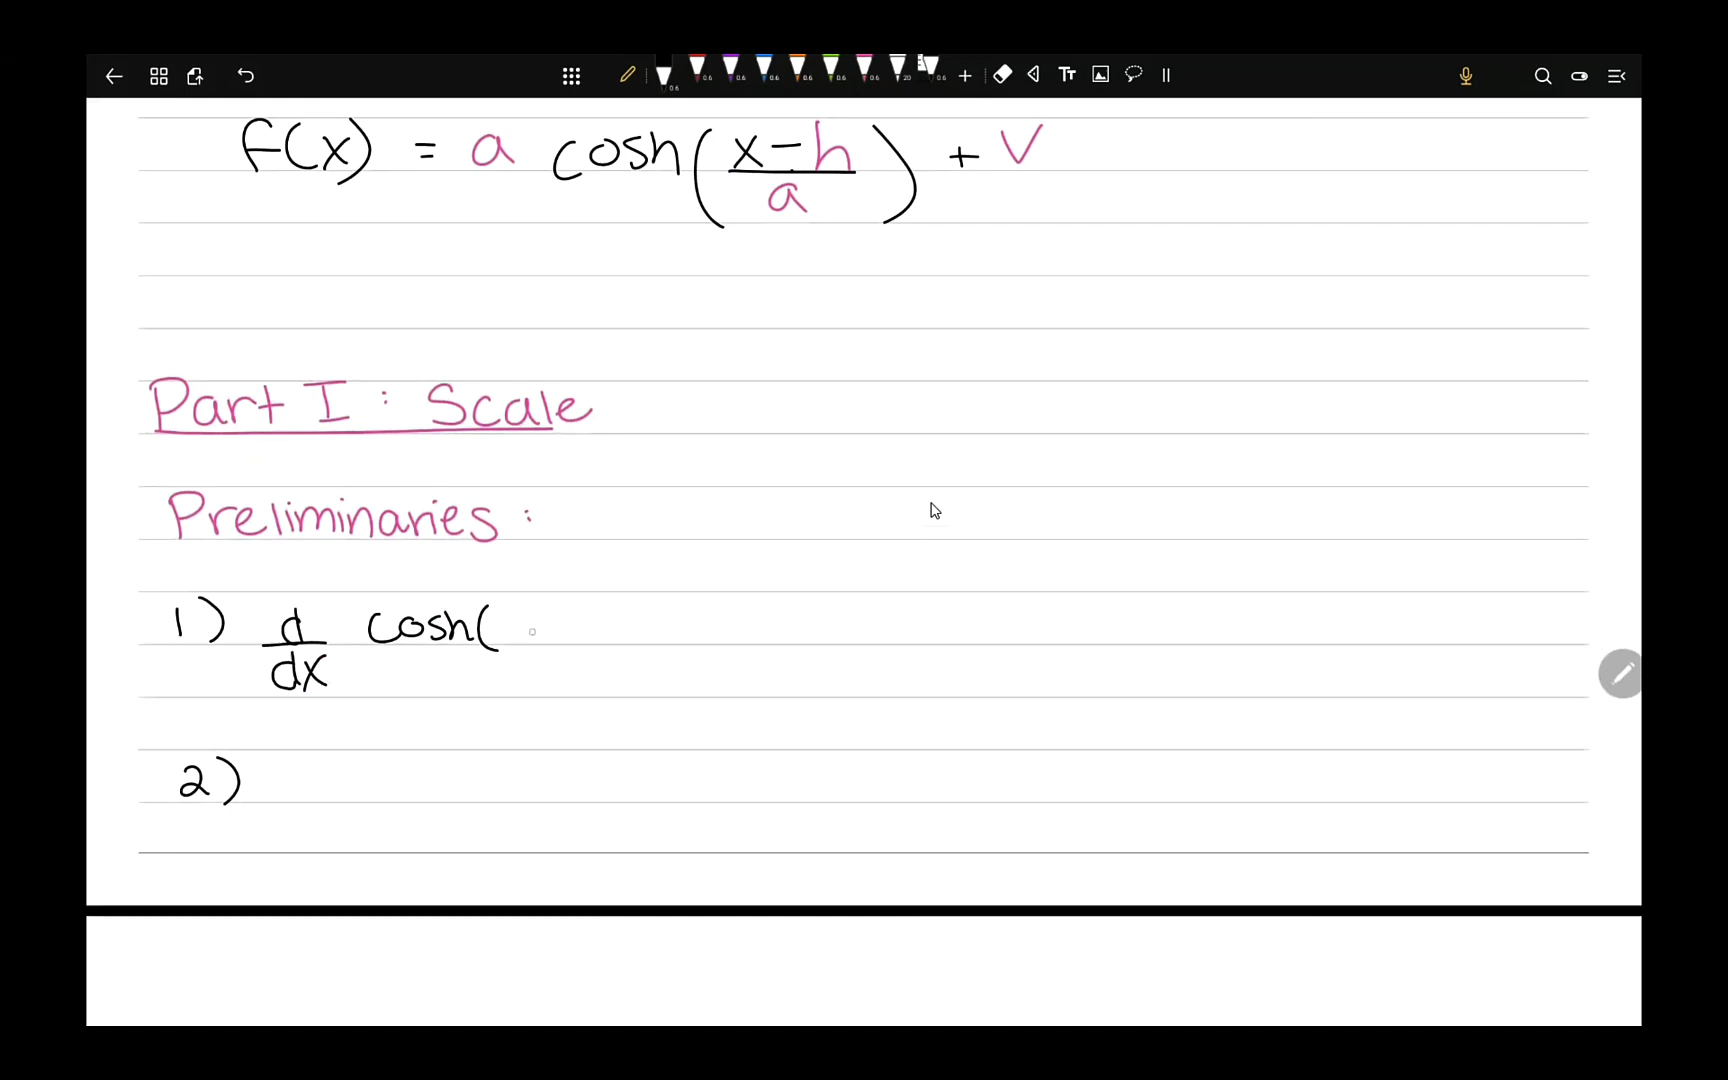 f(x) = a cosh((x-h)/a) + v
Part I : Scale
Preliminaries :
1) d/dx cosh(
2)